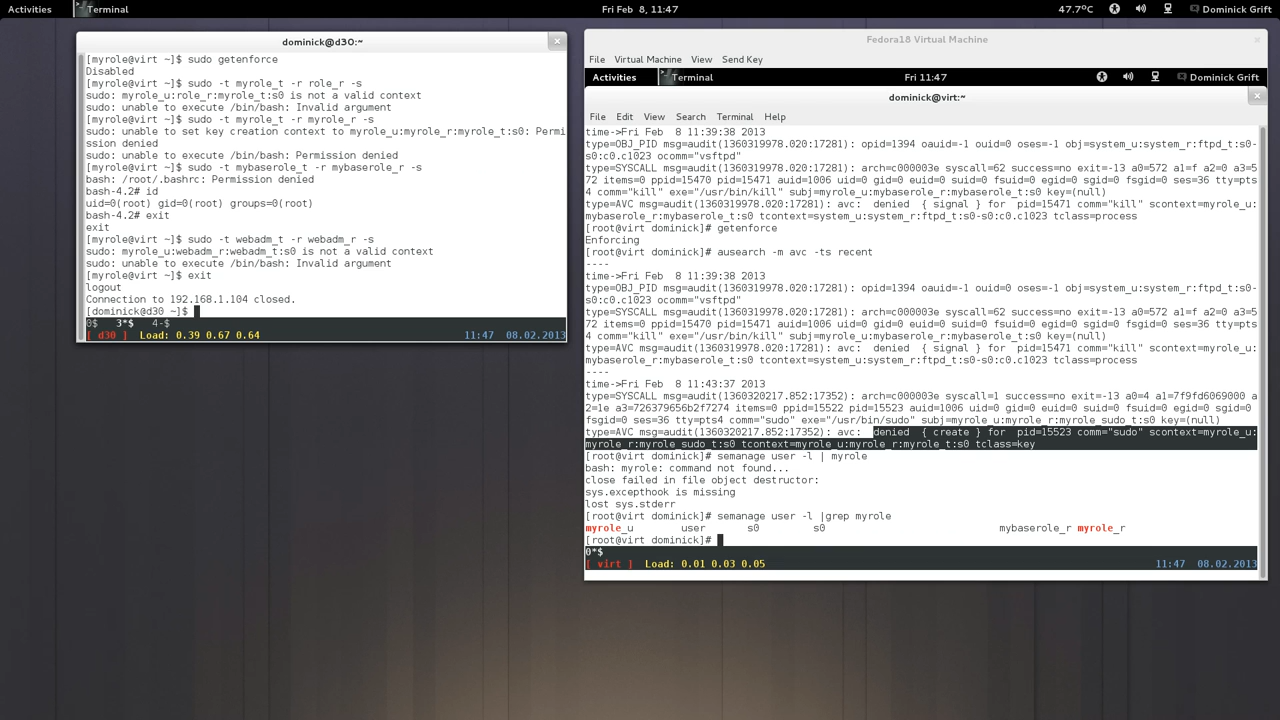 Activities Terminal Fri Feb 8, 11:47 47.7°C Dominick Grift
dominick@d30:~
[myrole@virt ~]$ sudo getenforce
Disabled
[myrole@virt ~]$ sudo -t myrole_t -r role_r -s
sudo: myrole_u:role_r:myrole_t:s0 is not a valid context
sudo: unable to execute /bin/bash: Invalid argument
[myrole@virt ~]$ sudo -t myrole_t -r myrole_r -s
sudo: unable to set key creation context to myrole_u:myrole_r:myrole_t:s0: Permi
ssion denied
sudo: unable to execute /bin/bash: Permission denied
[myrole@virt ~]$ sudo -t mybaserole_t -r mybaserole_r -s
bash: /root/.bashrc: Permission denied
bash-4.2# id
uid=0(root) gid=0(root) groups=0(root)
bash-4.2# exit
exit
[myrole@virt ~]$ sudo -t webadm_t -r webadm_r -s
sudo: myrole_u:webadm_r:webadm_t:s0 is not a valid context
sudo: unable to execute /bin/bash: Invalid argument
[myrole@virt ~]$ exit
logout
Connection to 192.168.1.104 closed.
[dominick@d30 ~]$
0$ 3*$ 4-$
[ d30 ] Load: 0.39 0.67 0.64 11:47 08.02.2013
Fedora18 Virtual Machine
File Virtual Machine View Send Key
Activities Terminal Fri 11:47 Dominick Grift
dominick@virt:~
File Edit View Search Terminal Help
time->Fri Feb 8 11:39:38 2013
type=OBJ_PID msg=audit(1360319978.020:17281): opid=1394 oauid=-1 ouid=0 oses=-1 obj=system_u:system_r:ftpd_t:s0-
s0:c0.c1023 ocomm="vsftpd"
type=SYSCALL msg=audit(1360319978.020:17281): arch=c000003e syscall=62 success=no exit=-13 a0=572 a1=f a2=0 a3=5
72 items=0 ppid=15470 pid=15471 auid=1006 uid=0 gid=0 euid=0 suid=0 fsuid=0 egid=0 sgid=0 fsgid=0 ses=36 tty=pts
4 comm="kill" exe="/usr/bin/kill" subj=myrole_u:mybaserole_r:mybaserole_t:s0 key=(null)
type=AVC msg=audit(1360319978.020:17281): avc: denied { signal } for pid=15471 comm="kill" scontext=myrole_u:
mybaserole_r:mybaserole_t:s0 tcontext=system_u:system_r:ftpd_t:s0-s0:c0.c1023 tclass=process
[root@virt dominick]# getenforce
Enforcing
[root@virt dominick]# ausearch -m avc -ts recent
----
time->Fri Feb 8 11:39:38 2013
type=OBJ_PID msg=audit(1360319978.020:17281): opid=1394 oauid=-1 ouid=0 oses=-1 obj=system_u:system_r:ftpd_t:s0-
s0:c0.c1023 ocomm="vsftpd"
type=SYSCALL msg=audit(1360319978.020:17281): arch=c000003e syscall=62 success=no exit=-13 a0=572 a1=f a2=0 a3=5
72 items=0 ppid=15470 pid=15471 auid=1006 uid=0 gid=0 euid=0 suid=0 fsuid=0 egid=0 sgid=0 fsgid=0 ses=36 tty=pts
4 comm="kill" exe="/usr/bin/kill" subj=myrole_u:mybaserole_r:mybaserole_t:s0 key=(null)
type=AVC msg=audit(1360319978.020:17281): avc: denied { signal } for pid=15471 comm="kill" scontext=myrole_u:
mybaserole_r:mybaserole_t:s0 tcontext=system_u:system_r:ftpd_t:s0-s0:c0.c1023 tclass=process
----
time->Fri Feb 8 11:43:37 2013
type=SYSCALL msg=audit(1360320217.852:17352): arch=c000003e syscall=1 success=no exit=-13 a0=4 a1=7f9fd6069000 a
2=1e a3=726379656b2f7274 items=0 ppid=15522 pid=15523 auid=1006 uid=0 gid=0 euid=0 suid=0 fsuid=0 egid=0 sgid=0
fsgid=0 ses=36 tty=pts4 comm="sudo" exe="/usr/bin/sudo" subj=myrole_u:myrole_r:myrole_sudo_t:s0 key=(null)
type=AVC msg=audit(1360320217.852:17352): avc: denied { create } for pid=15523 comm="sudo" scontext=myrole_u:
myrole_r:myrole_sudo_t:s0 tcontext=myrole_u:myrole_r:myrole_t:s0 tclass=key
[root@virt dominick]# semanage user -l | myrole
bash: myrole: command not found...
close failed in file object destructor:
sys.excepthook is missing
lost sys.stderr
[root@virt dominick]# semanage user -l |grep myrole
myrole_u user s0 s0 mybaserole_r myrole_r
[root@virt dominick]#
0*$
[ virt ] Load: 0.01 0.03 0.05 11:47 08.02.2013